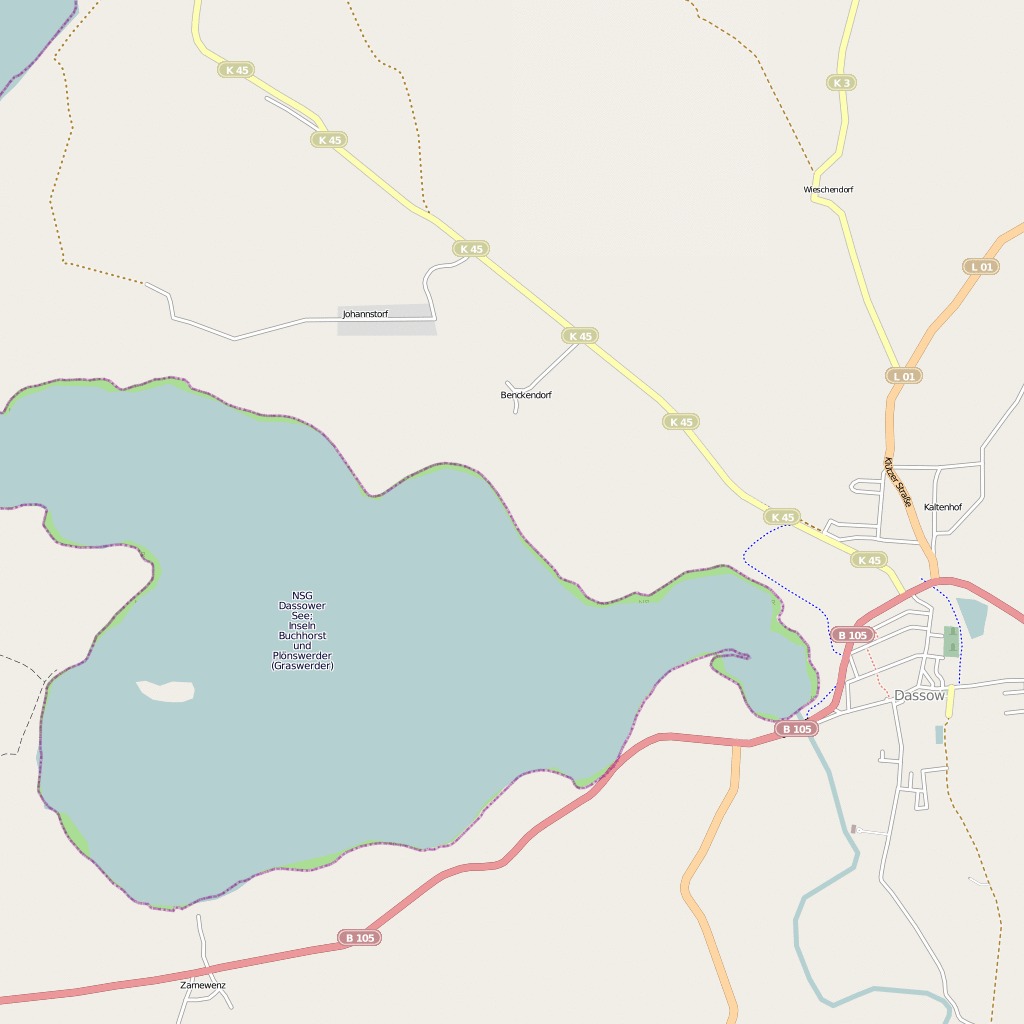 K 45
K 3
K 45
Wieschendorf
K 45
L 01
Johannstorf
K 45
L 01
Benckendorf
K 45
Klützer Straße
Kaltenhof
K 45
K 45
NSG
Dassower
See;
Inseln
Buchhorst
und
Plönswerder
(Graswerder)
B 105
Dassow
B 105
B 105
Zarnewenz